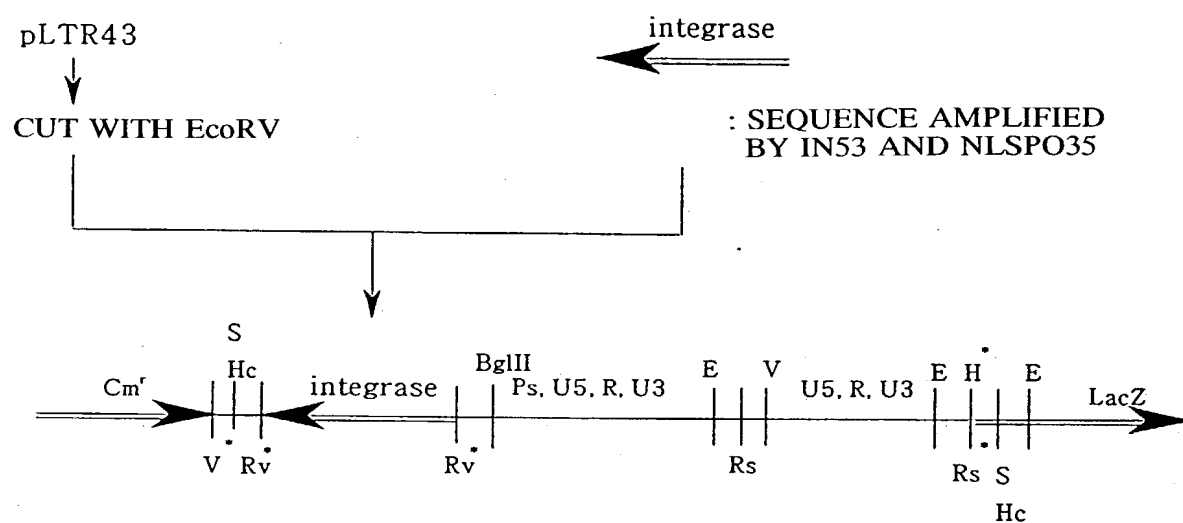 pLTR43
integrase
CUT WITH EcoRV
: SEQUENCE AMPLIFIED
BY IN53 AND NLSPO35
S
Hc
BglII
E
V
E
H*
E
Cmʳ
integrase
Ps, U5, R, U3
U5, R, U3
LacZ
V*
Rv*
Rv*
Rs
Rs*
S
Hc